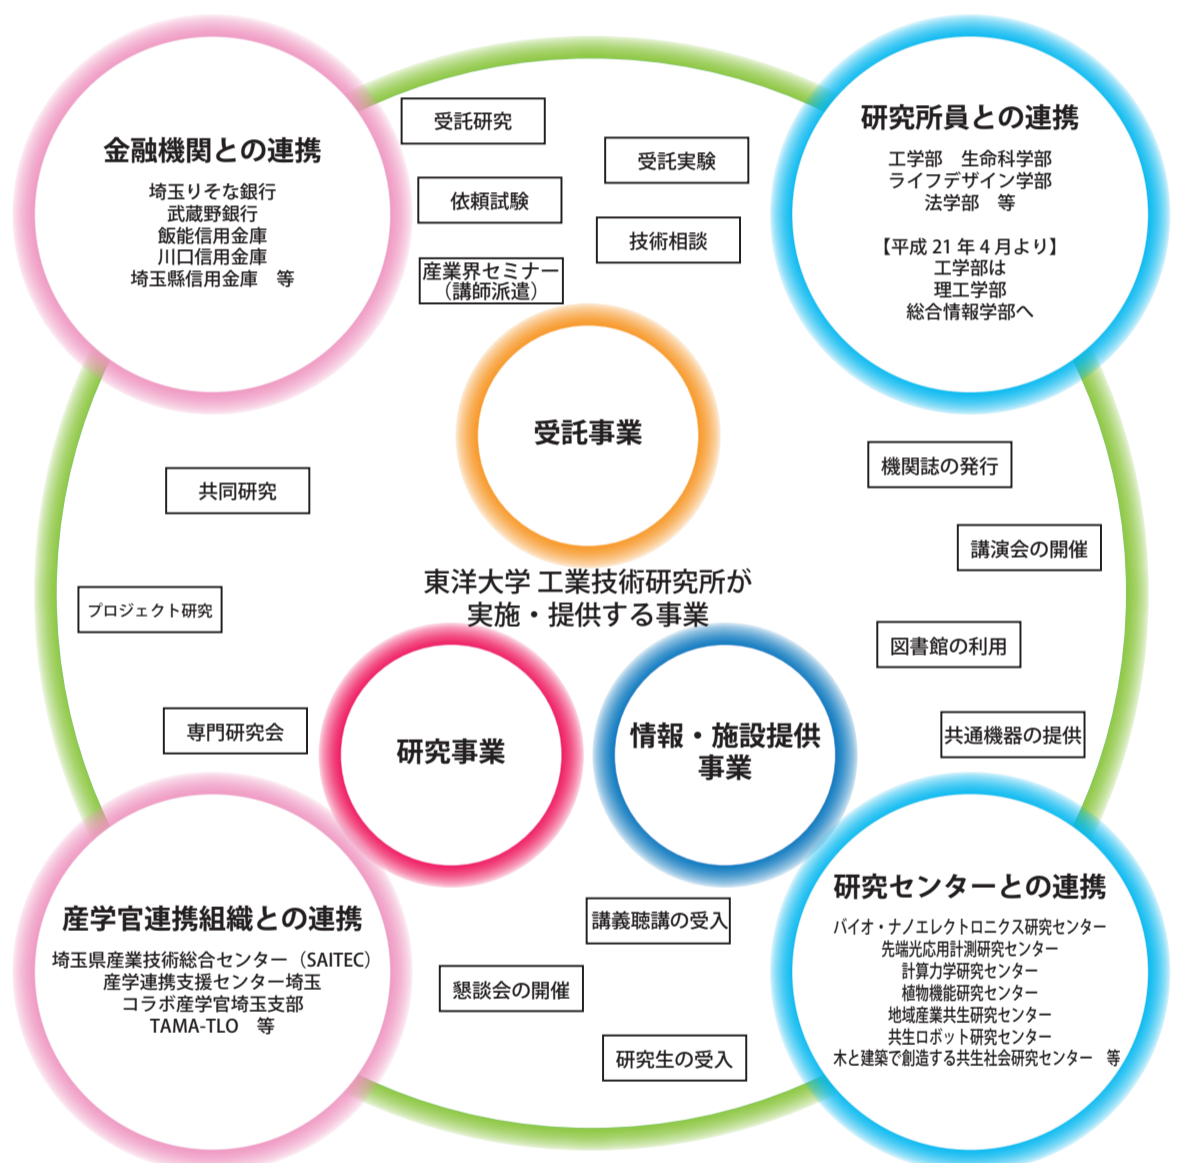 金融機関との連携
埼玉りそな銀行
武蔵野銀行
飯能信用金庫
川口信用金庫
埼玉縣信用金庫　等
受託研究
受託実験
依頼試験
技術相談
産業界セミナー
（講師派遣）
研究所員との連携
工学部　生命科学部
ライフデザイン学部
法学部　等
【平成 21 年 4 月より】
工学部は
理工学部
総合情報学部へ
受託事業
共同研究
プロジェクト研究
専門研究会
機関誌の発行
講演会の開催
図書館の利用
共通機器の提供
東洋大学 工業技術研究所が
実施・提供する事業
研究事業
情報・施設提供
事業
産学官連携組織との連携
埼玉県産業技術総合センター（SAITEC）
産学連携支援センター埼玉
コラボ産学官埼玉支部
TAMA-TLO　等
講義聴講の受入
懇談会の開催
研究生の受入
研究センターとの連携
バイオ・ナノエレクトロニクス研究センター
先端光応用計測研究センター
計算力学研究センター
植物機能研究センター
地域産業共生研究センター
共生ロボット研究センター
木と建築で創造する共生社会研究センター　等